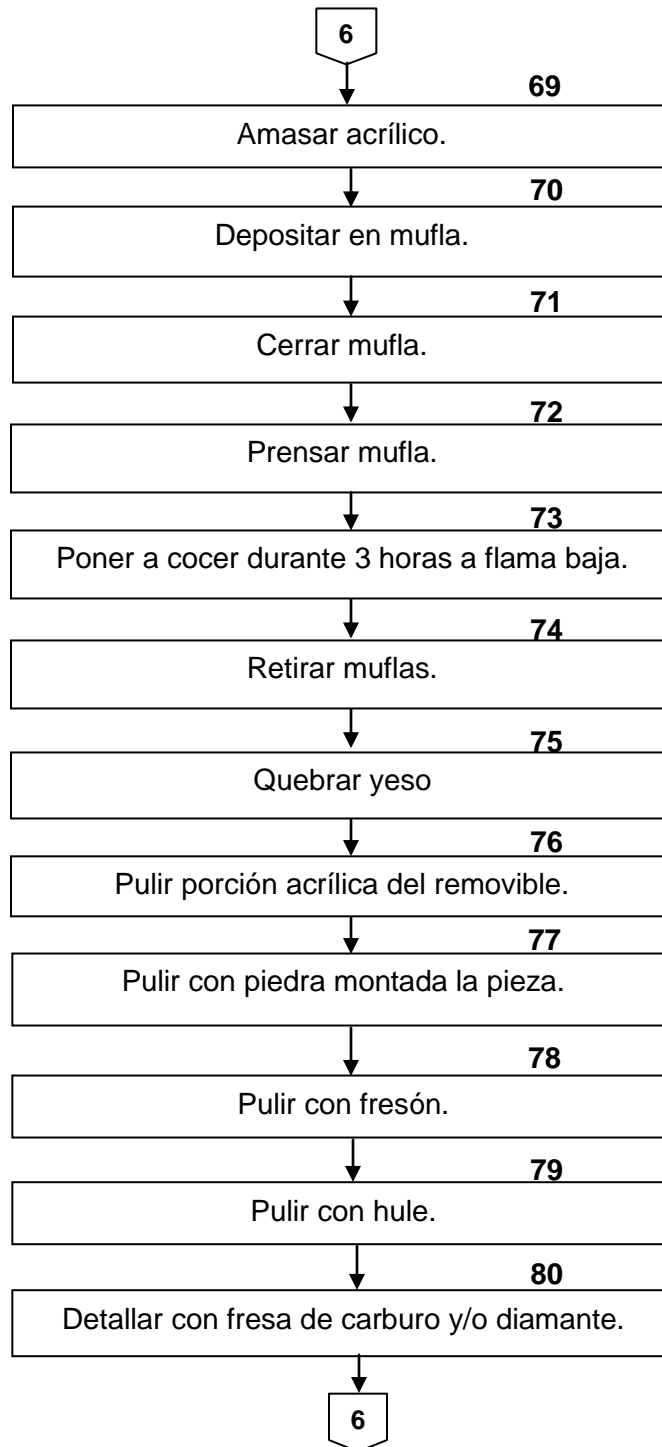 6
69
Amasar acrílico.
70
Depositar en mufla.
71
Cerrar mufla.
72
Prensar mufla.
73
Poner a cocer durante 3 horas a flama baja.
74
Retirar muflas.
75
Quebrar yeso
76
Pulir porción acrílica del removible.
77
Pulir con piedra montada la pieza.
78
Pulir con fresón.
79
Pulir con hule.
80
Detallar con fresa de carburo y/o diamante.
6